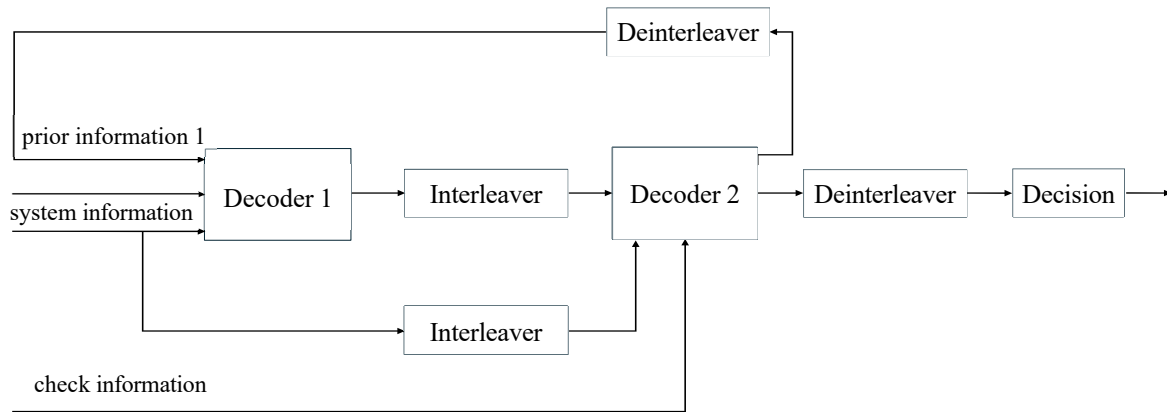 Deinterleaver
prior information 1
Decoder 1
Interleaver
Decoder 2
Deinterleaver
Decision
system information
Interleaver
check information